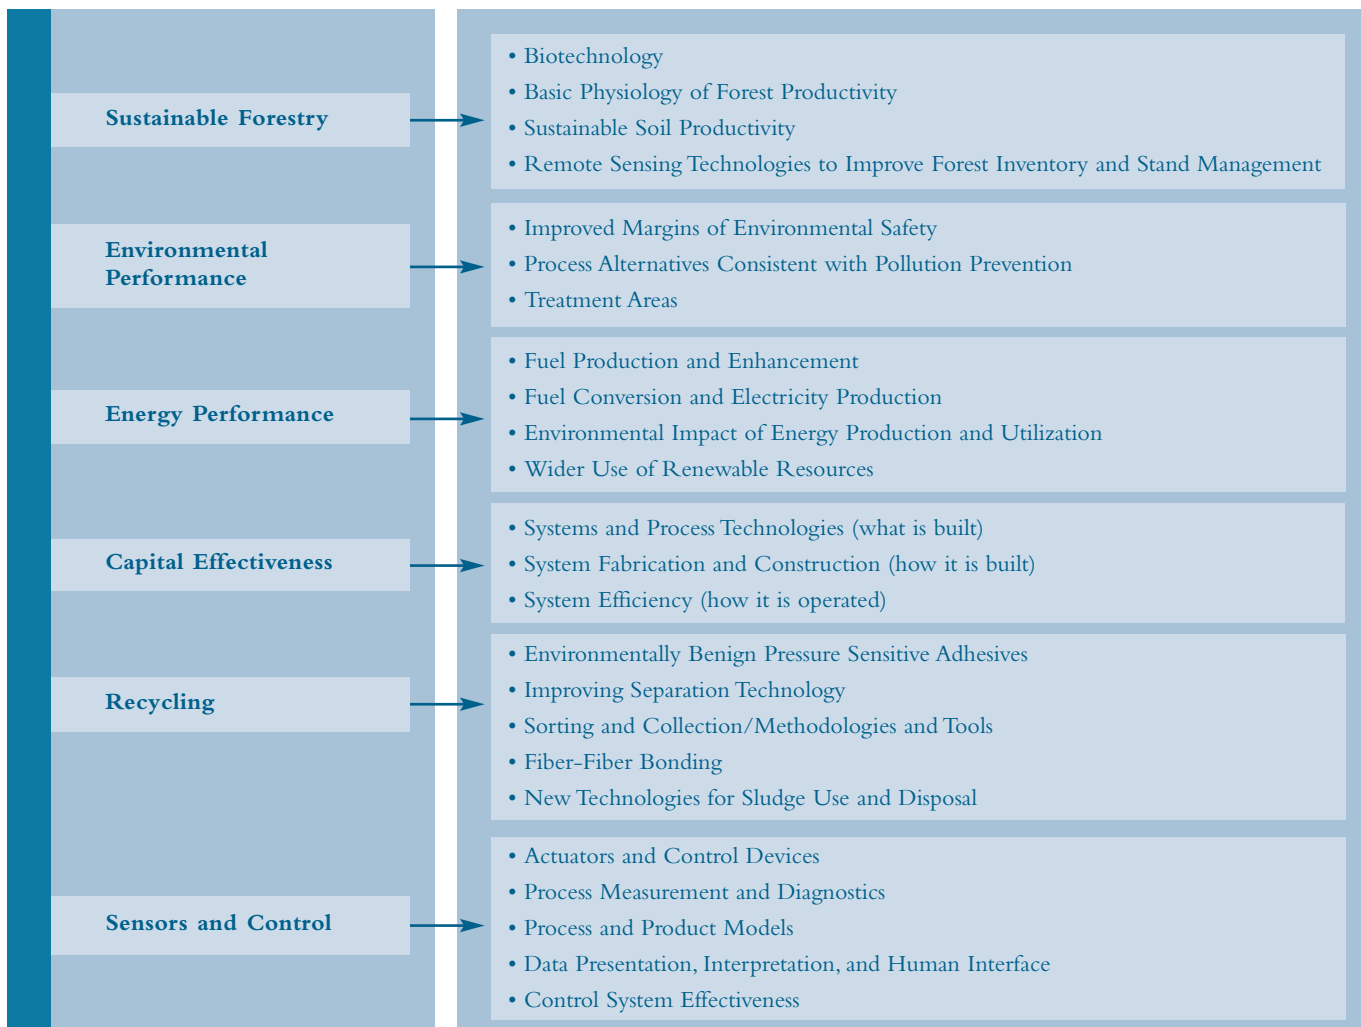 Sustainable Forestry
• Biotechnology
• Basic Physiology of Forest Productivity
• Sustainable Soil Productivity
• Remote Sensing Technologies to Improve Forest Inventory and Stand Management
Environmental
Performance
• Improved Margins of Environmental Safety
• Process Alternatives Consistent with Pollution Prevention
• Treatment Areas
Energy Performance
• Fuel Production and Enhancement
• Fuel Conversion and Electricity Production
• Environmental Impact of Energy Production and Utilization
• Wider Use of Renewable Resources
Capital Effectiveness
• Systems and Process Technologies (what is built)
• System Fabrication and Construction (how it is built)
• System Efficiency (how it is operated)
Recycling
• Environmentally Benign Pressure Sensitive Adhesives
• Improving Separation Technology
• Sorting and Collection/Methodologies and Tools
• Fiber-Fiber Bonding
• New Technologies for Sludge Use and Disposal
Sensors and Control
• Actuators and Control Devices
• Process Measurement and Diagnostics
• Process and Product Models
• Data Presentation, Interpretation, and Human Interface
• Control System Effectiveness